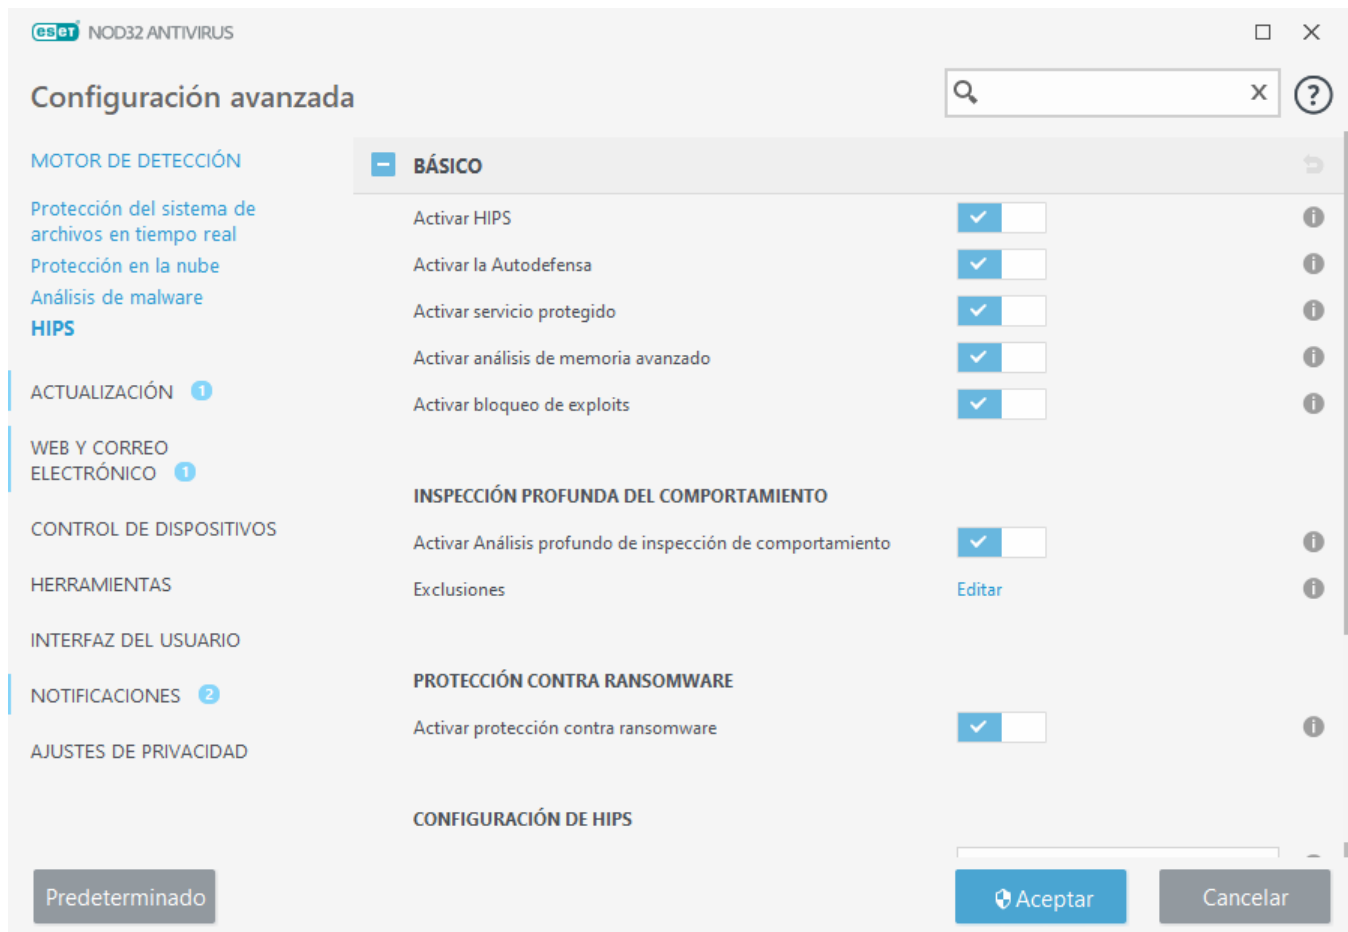 eset NOD32 ANTIVIRUS
Configuración avanzada
x
?
MOTOR DE DETECCIÓN
Protección del sistema de
archivos en tiempo real
Protección en la nube
Análisis de malware
HIPS
ACTUALIZACIÓN 1
WEB Y CORREO
ELECTRÓNICO 1
CONTROL DE DISPOSITIVOS
HERRAMIENTAS
INTERFAZ DEL USUARIO
NOTIFICACIONES 2
AJUSTES DE PRIVACIDAD
BÁSICO
Activar HIPS
Activar la Autodefensa
Activar servicio protegido
Activar análisis de memoria avanzado
Activar bloqueo de exploits
INSPECCIÓN PROFUNDA DEL COMPORTAMIENTO
Activar Análisis profundo de inspección de comportamiento
Exclusiones Editar
PROTECCIÓN CONTRA RANSOMWARE
Activar protección contra ransomware
CONFIGURACIÓN DE HIPS
Predeterminado
Aceptar
Cancelar